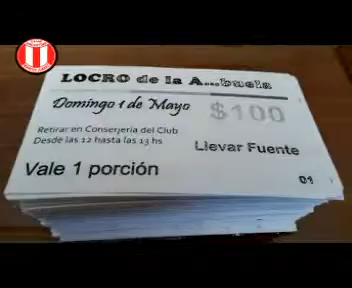 LOCRO de la A...buela
Domingo 1 de Mayo
$100
Retirar en Conserjería del Club
Desde las 12 hasta las 13 hs
Llevar Fuente
Vale 1 porción
01